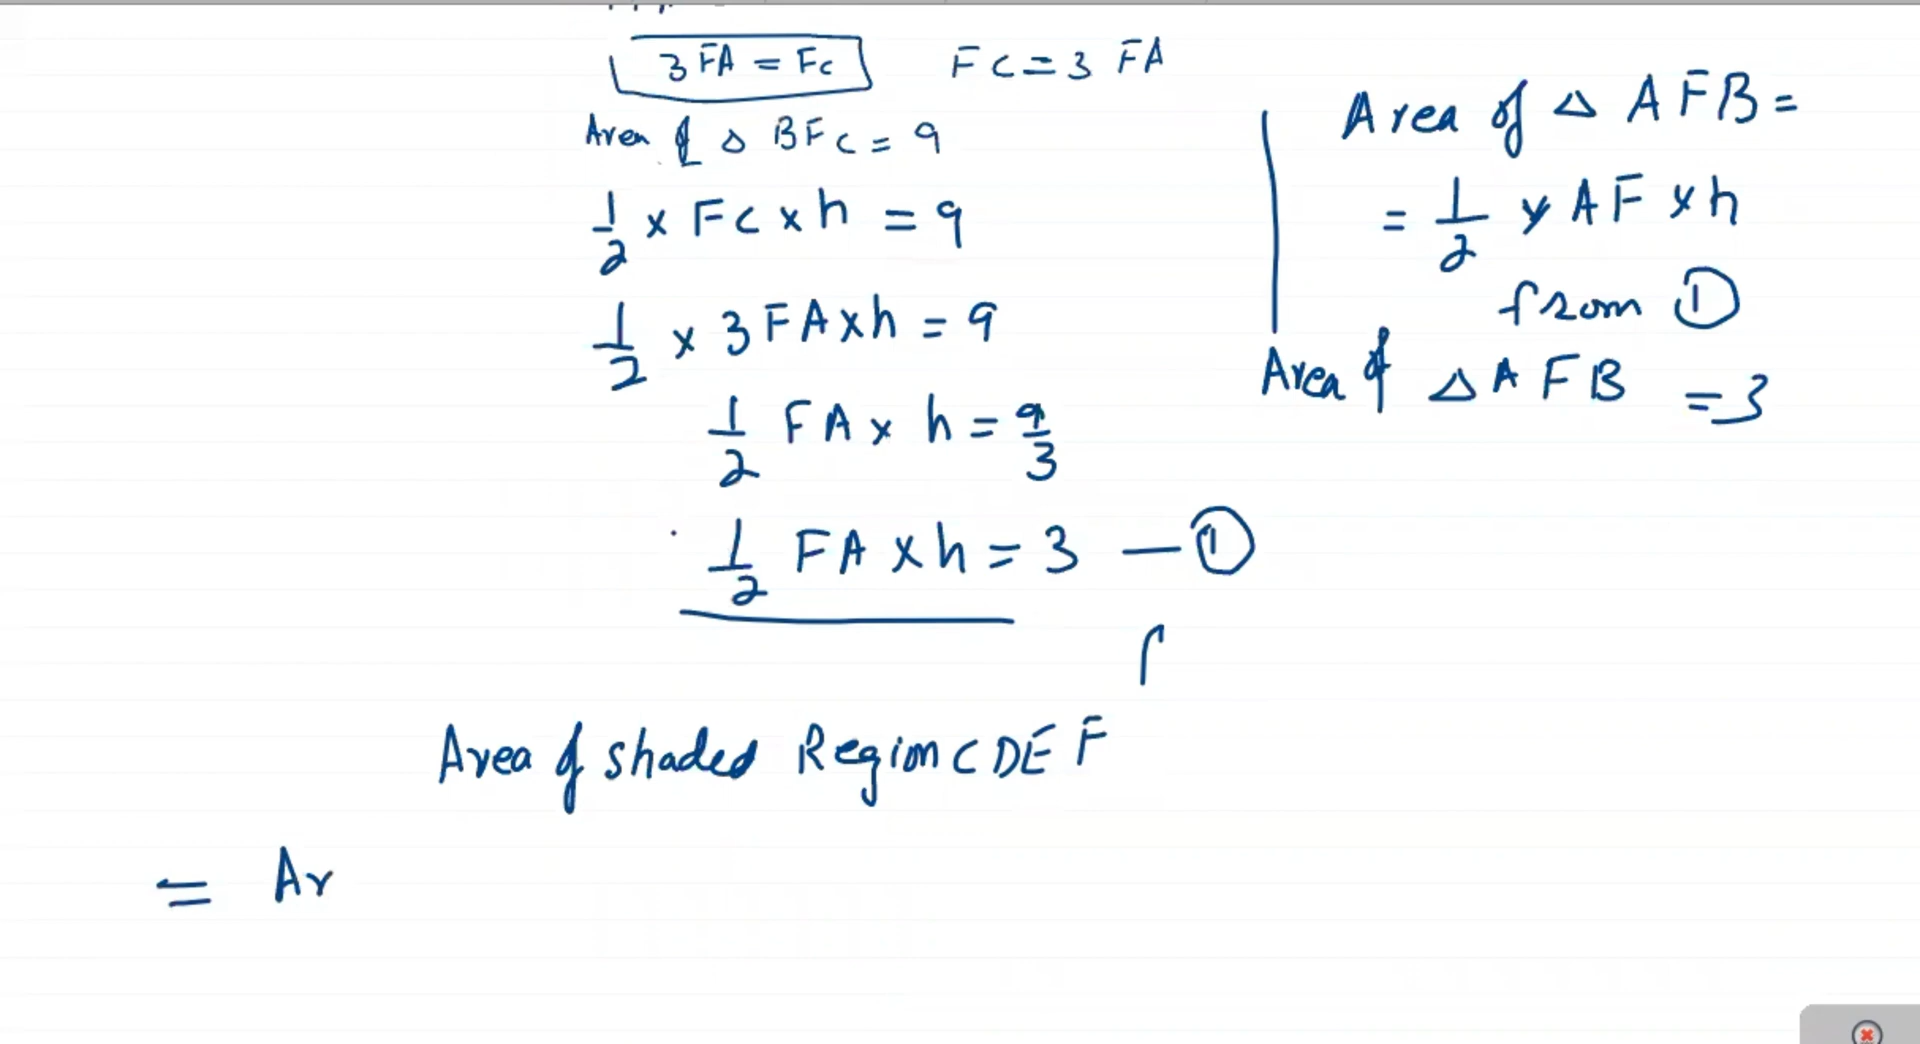 3 FA = Fc    FC = 3 FA
Area of Δ BFC = 9
1/2 × FC × h = 9
1/2 × 3 FA × h = 9
1/2 FA × h = 9/3
1/2 FA × h = 3 — ①
Area of Δ AFB =
= 1/2 × AF × h
from ①
Area of Δ AFB = 3
Area of shaded Region CDEF
= Ar